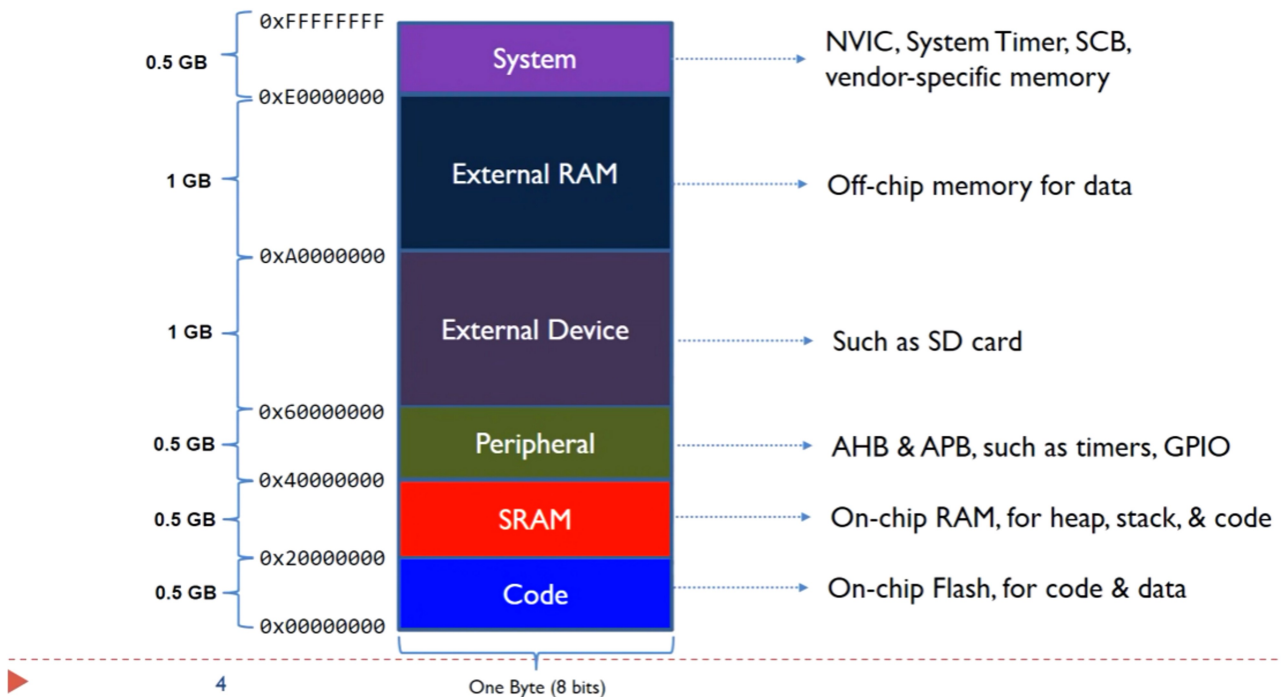 0xFFFFFFFF
0.5 GB
System
NVIC, System Timer, SCB,
vendor-specific memory
0xE0000000
1 GB
External RAM
Off-chip memory for data
0xA0000000
1 GB
External Device
Such as SD card
0x60000000
0.5 GB
Peripheral
AHB & APB, such as timers, GPIO
0x40000000
0.5 GB
SRAM
On-chip RAM, for heap, stack, & code
0x20000000
0.5 GB
Code
On-chip Flash, for code & data
0x00000000
4
One Byte (8 bits)